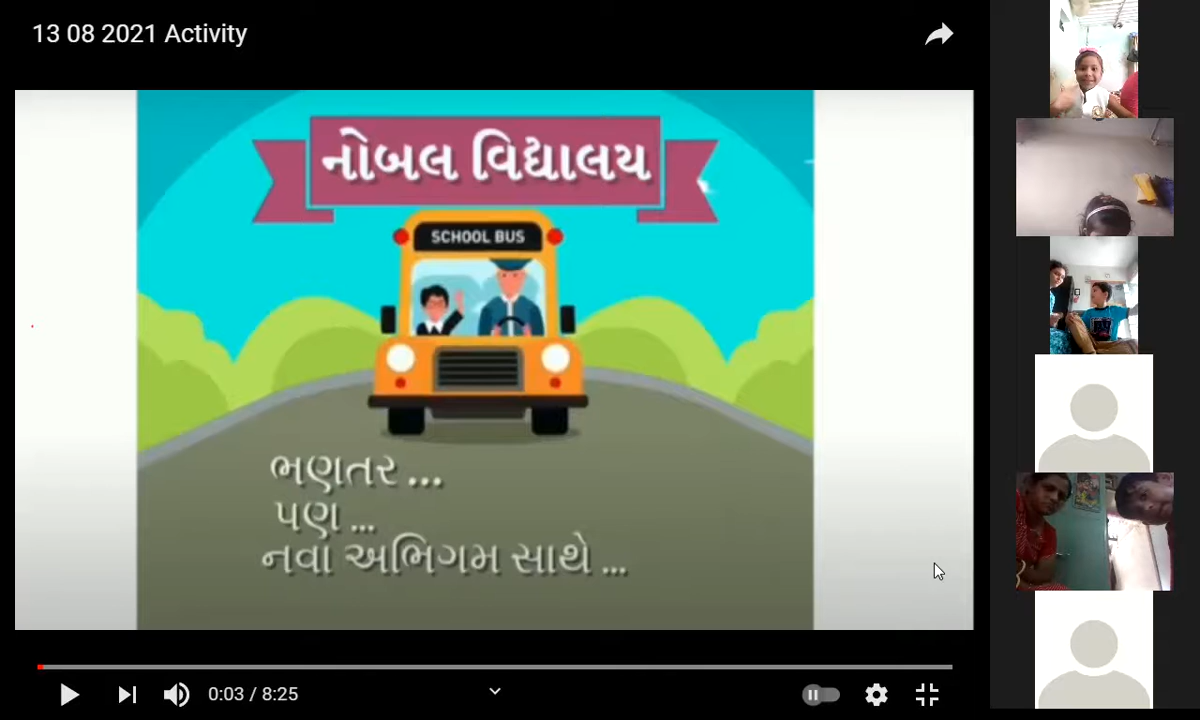 13 08 2021 Activity
નોબલ વિદ્યાલય
SCHOOL BUS
ભણતર ...
પણ ...
નવા અભિગમ સાથે ...
0:03 / 8:25